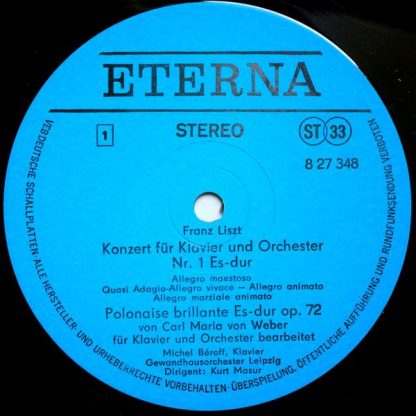 ETERNA
1 STEREO ST 33
8 27 348
Franz Liszt
Konzert für Klavier und Orchester
Nr. 1 Es-dur
Allegro maestoso
Quasi Adagio-Allegro vivace — Allegro animato
Allegro marziale animato
Polonaise brillante Es-dur op. 72
von Carl Maria von Weber
für Klavier und Orchester bearbeitet
Michel Béroff, Klavier
Gewandhausorchester Leipzig
Dirigent: Kurt Masur
VEB DEUTSCHE SCHALLPLATTEN · ALLE HERSTELLER- UND URHEBERRECHTE VORBEHALTEN · ÜBERSPIELUNG, ÖFFENTLICHE AUFFÜHRUNG UND RUNDFUNKSENDUNG VERBOTEN